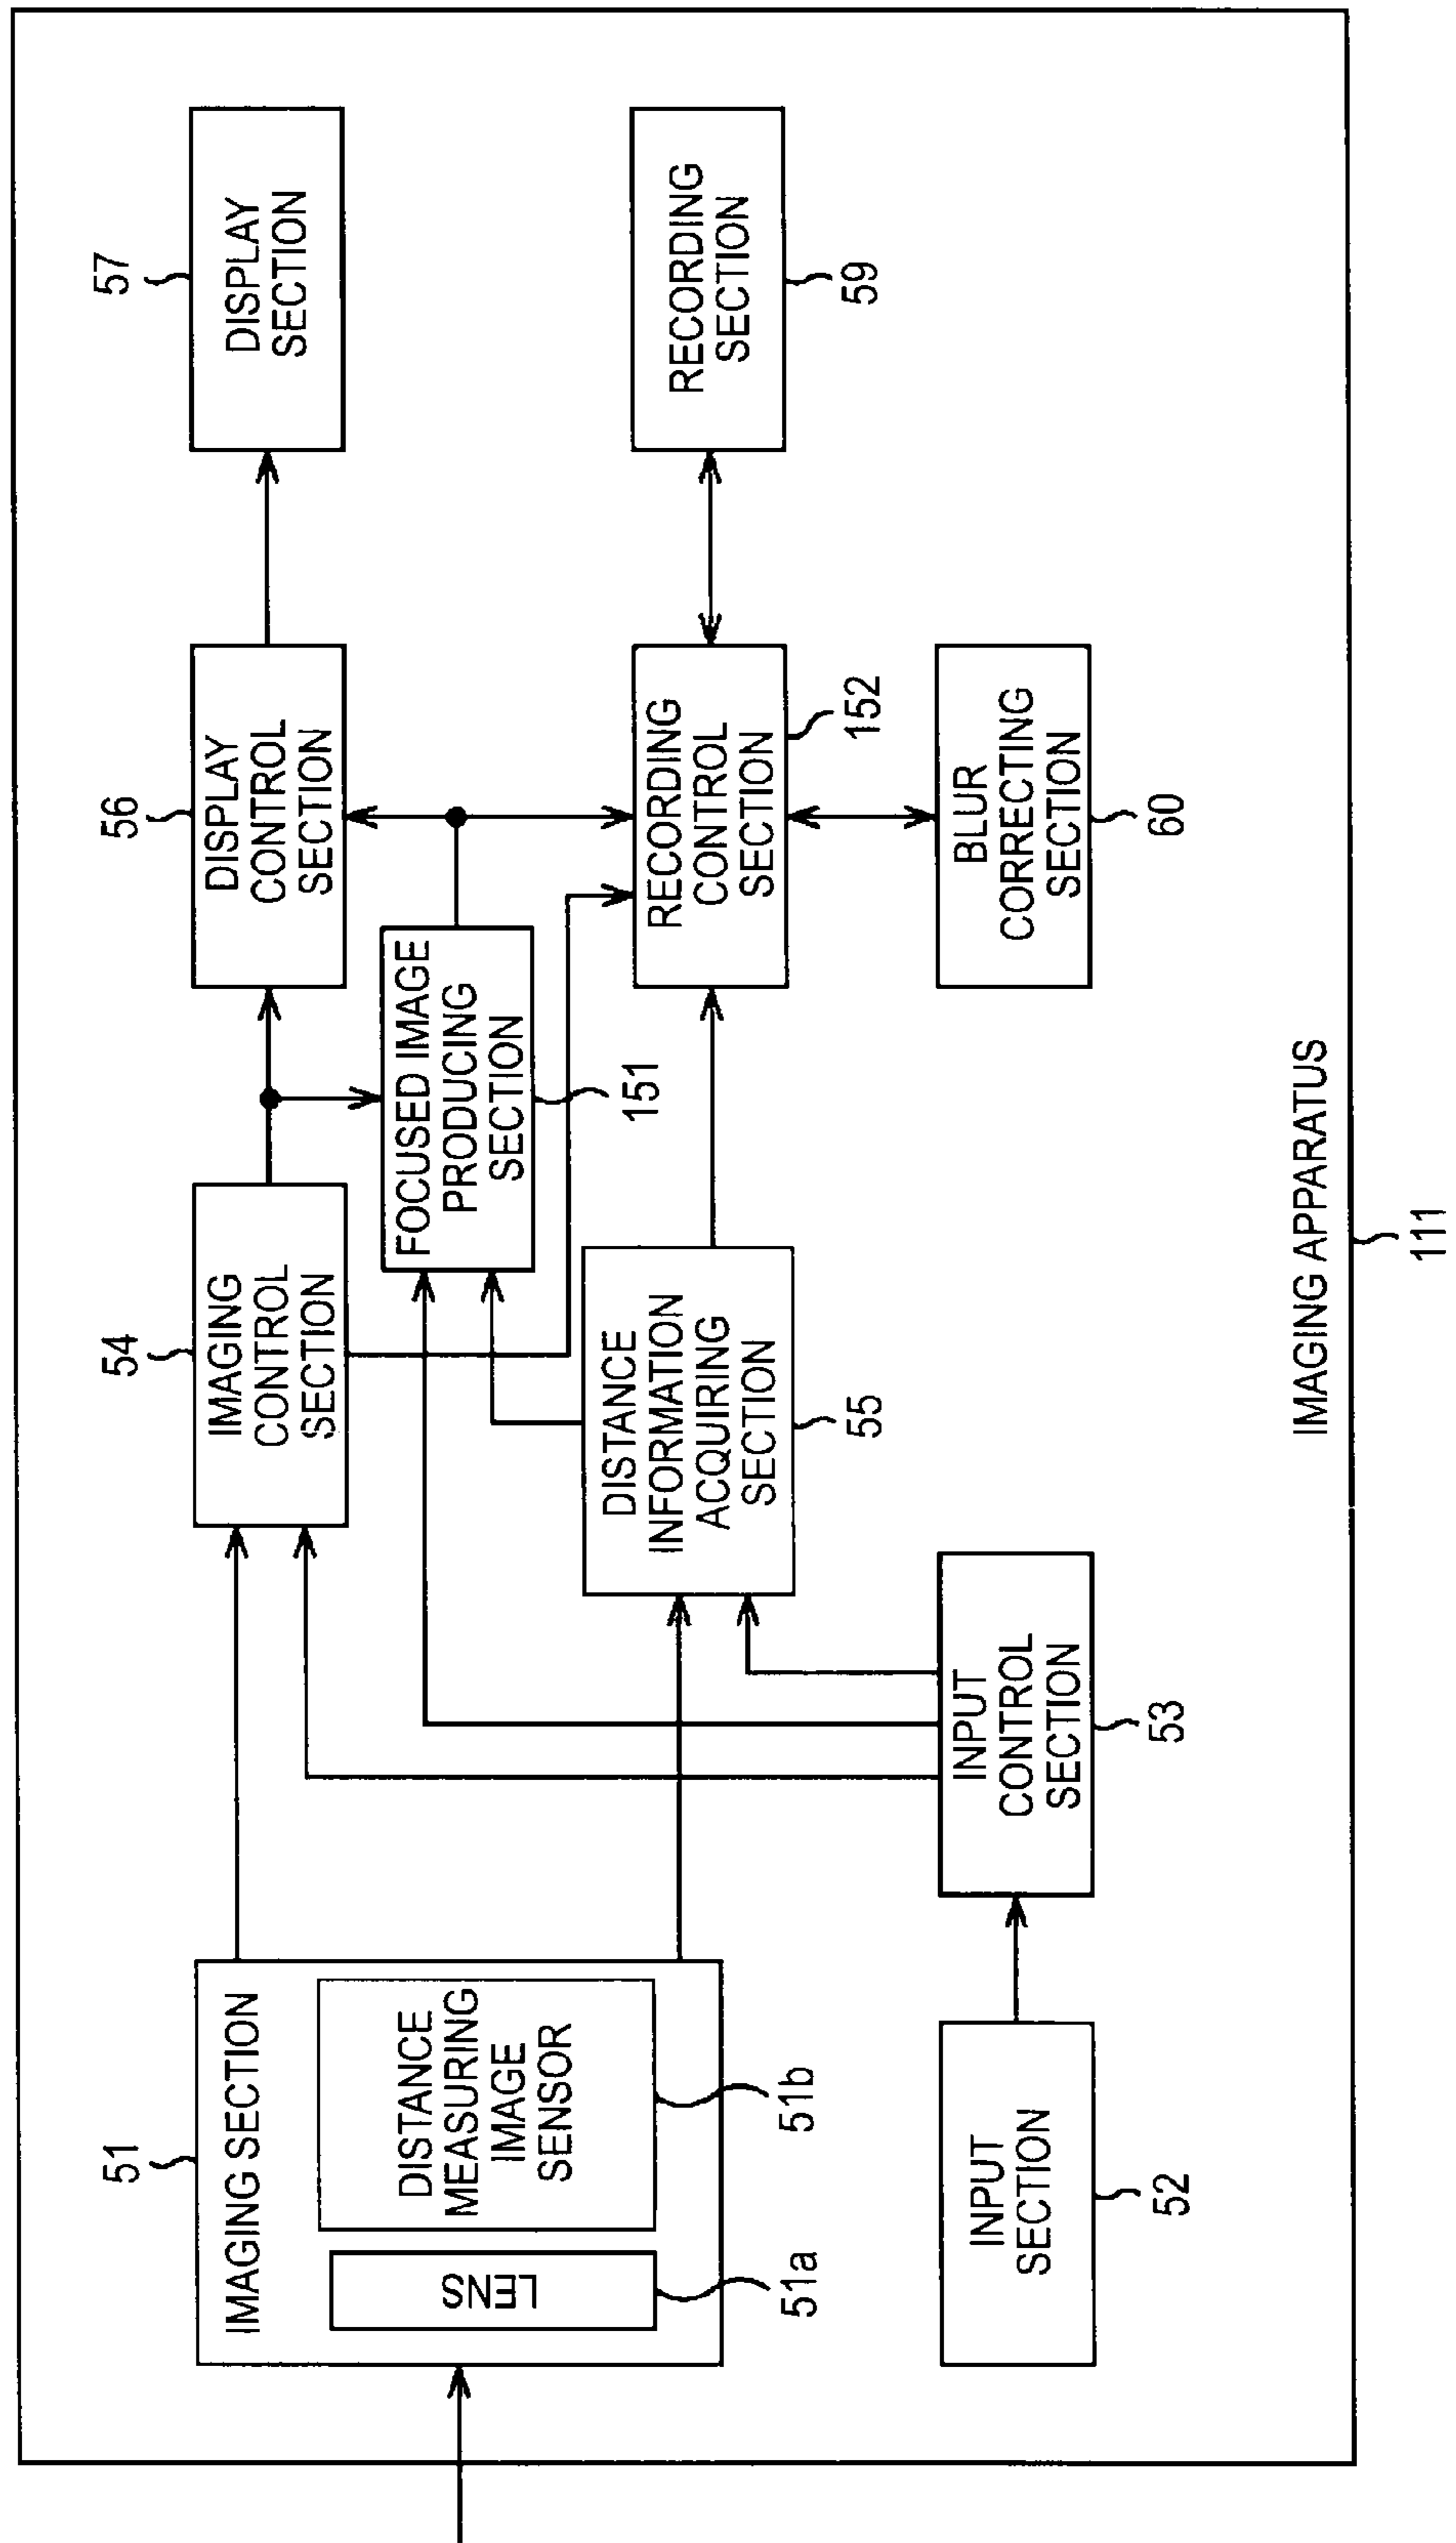 51
IMAGING SECTION
LENS
51a
DISTANCE
MEASURING
IMAGE
SENSOR
51b
INPUT
SECTION
52
INPUT
CONTROL
SECTION
53
54
IMAGING
CONTROL
SECTION
DISTANCE
INFORMATION
ACQUIRING
SECTION
55
FOCUSED IMAGE
PRODUCING
SECTION
151
56
DISPLAY
CONTROL
SECTION
RECORDING
CONTROL
SECTION
152
BLUR
CORRECTING
SECTION
60
57
DISPLAY
SECTION
RECORDING
SECTION
59
IMAGING APPARATUS
111